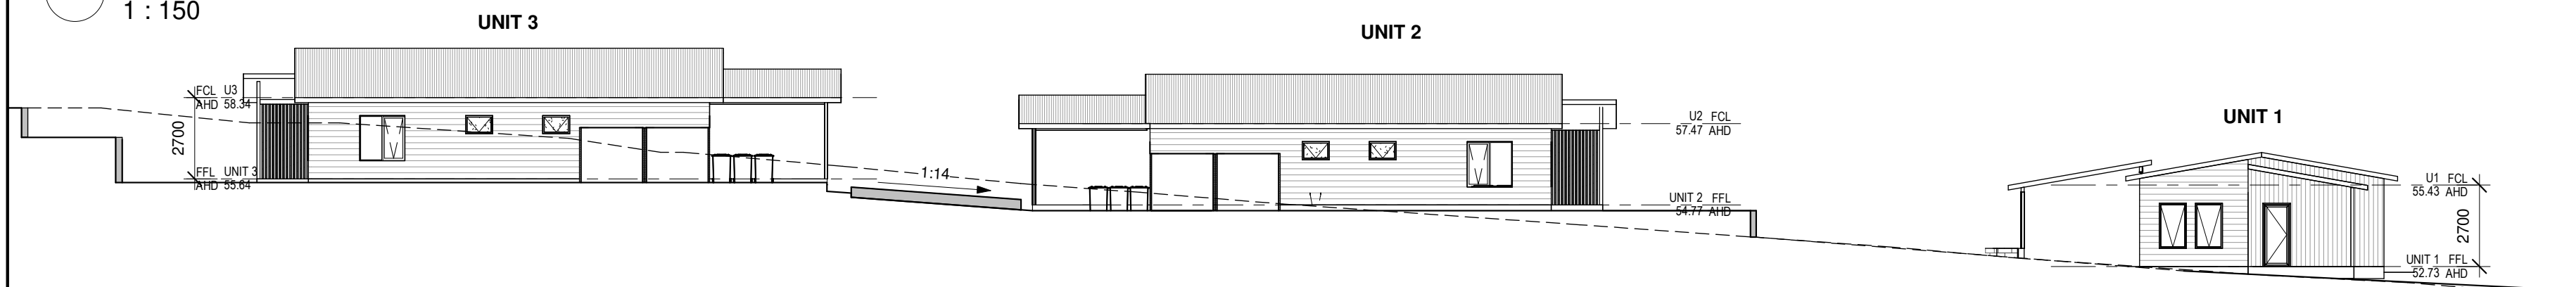 1 : 150
UNIT 3
UNIT 2
UNIT 1
FCL U3
AHD 58.34
2700
FFL UNIT 3
AHD 55.64
1:14
U2 FCL
57.47 AHD
UNIT 2 FFL
54.77 AHD
U1 FCL
55.43 AHD
2700
UNIT 1 FFL
52.73 AHD